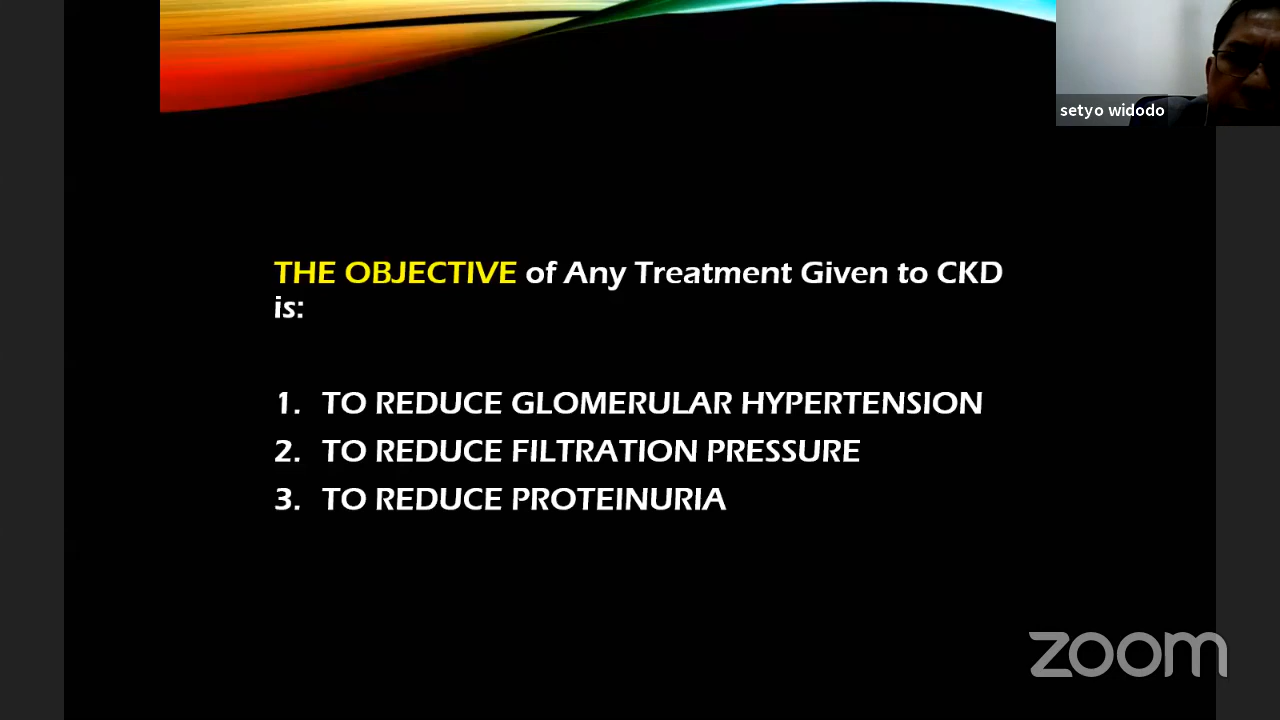 setyo widodo
THE OBJECTIVE of Any Treatment Given to CKD
is:
1. TO REDUCE GLOMERULAR HYPERTENSION
2. TO REDUCE FILTRATION PRESSURE
3. TO REDUCE PROTEINURIA
zoom